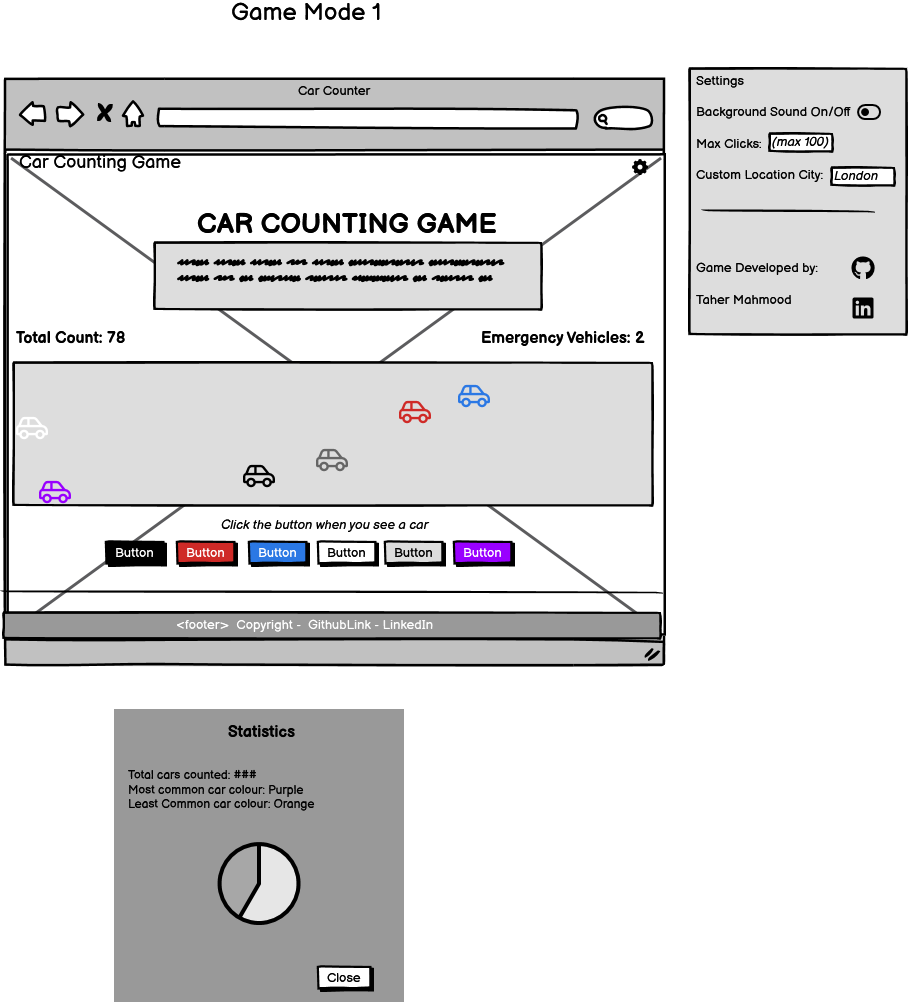 Game Mode 1
Car Counter
Car Counting Game
CAR COUNTING GAME
Total Count: 78
Emergency Vehicles: 2
Click the button when you see a car
Button Button Button Button Button Button
<footer> Copyright - GithubLink - LinkedIn
Settings
Background Sound On/Off
Max Clicks: (max 100)
Custom Location City: London
Game Developed by:
Taher Mahmood
in
Statistics
Total cars counted: ###
Most common car colour: Purple
Least Common car colour: Orange
Close